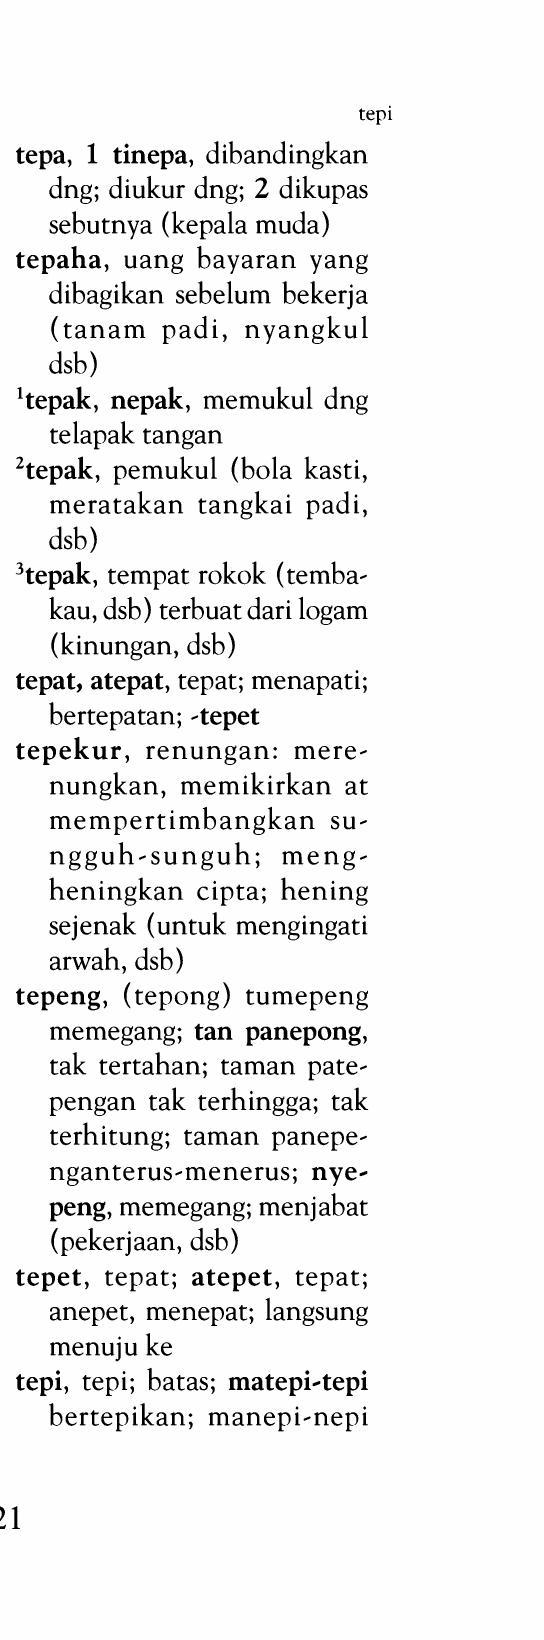 tepi
tepa, 1 tinepa, dibandingkan
dng; diukur dng; 2 dikupas
sebutnya (kepala muda)
tepaha, uang bayaran yang
dibagikan sebelum bekerja
(tanam padi, nyangkul
dsb)
¹tepak, nepak, memukul dng
telapak tangan
²tepak, pemukul (bola kasti,
meratakan tangkai padi,
dsb)
³tepak, tempat rokok (temba-
kau, dsb) terbuat dari logam
(kinungan, dsb)
tepat, atepat, tepat; menapati;
bertepatan; -tepet
tepekur, renungan: mere-
nungkan, memikirkan at
mempertimbangkan su-
ngguh-sunguh; meng-
heningkan cipta; hening
sejenak (untuk mengingati
arwah, dsb)
tepeng, (tepong) tumepeng
memegang; tan panepong,
tak tertahan; taman pate-
pengan tak terhingga; tak
terhitung; taman panepe-
nganterus-menerus; nye-
peng, memegang; menjabat
(pekerjaan, dsb)
tepet, tepat; atepet, tepat;
anepet, menepat; langsung
menuju ke
tepi, tepi; batas; matepi-tepi
bertepikan; manepi-nepi
21